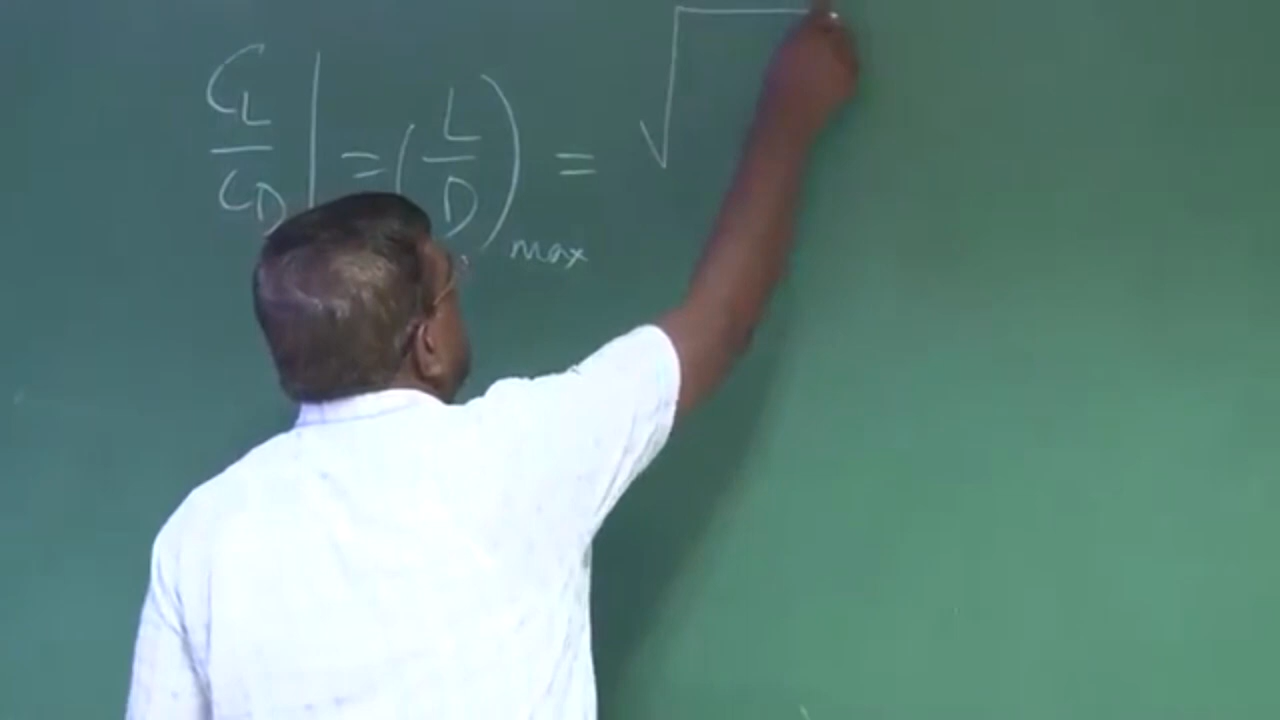 C_L/C_D | = (L/D)_max = √